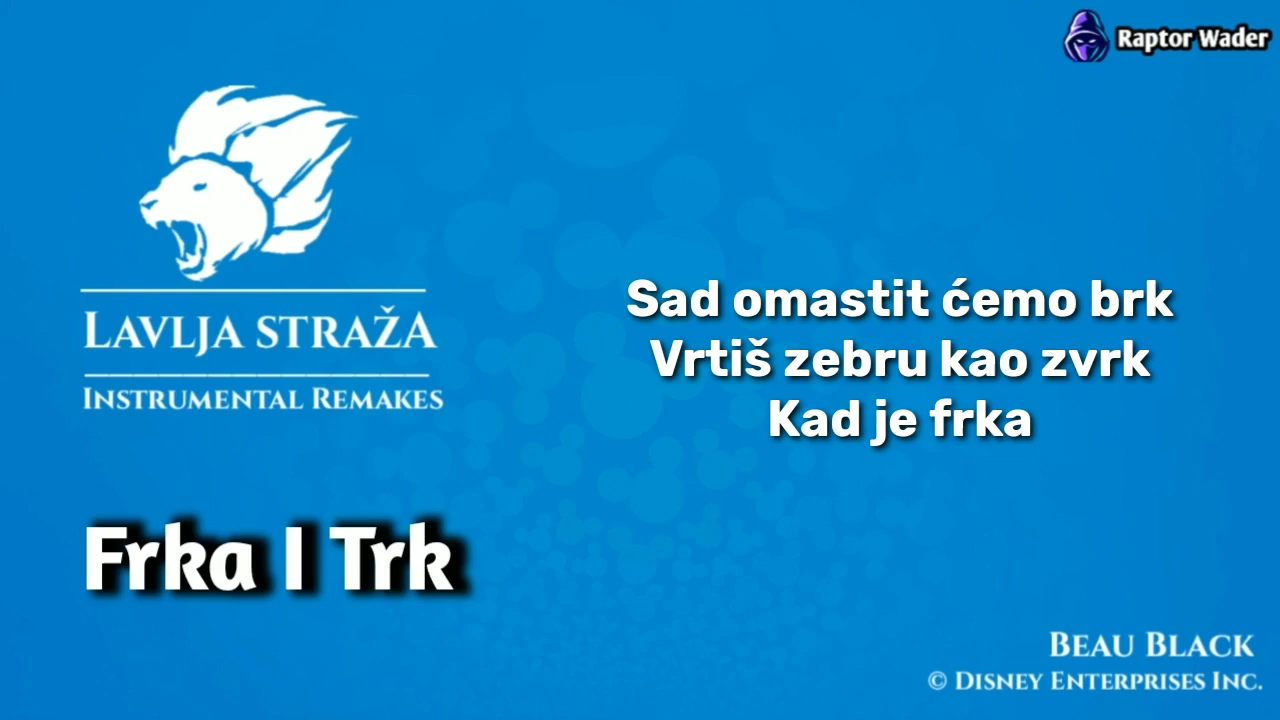 Raptor Wader
LAVLJA STRAŽA
INSTRUMENTAL REMAKES
Sad omastit ćemo brk
Vrtiš zebru kao zvrk
Kad je frka
Frka I Trk
BEAU BLACK
© DISNEY ENTERPRISES INC.